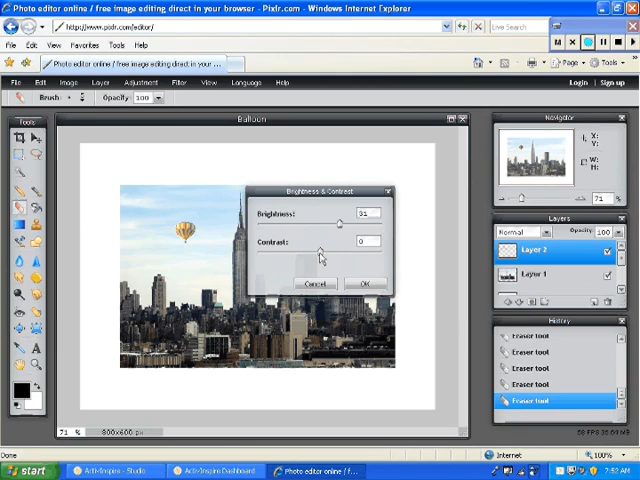 Photo editor online / free image editing direct in your browser - Pixlr.com - Windows Internet Explorer
http://www.pixlr.com/editor/
Live Search
File Edit View Favorites Tools Help
Photo editor online / free image editing direct in your ...
Page Tools
File Edit Image Layer Adjustment Filter View Language Help Login Sign up
Brush: Opacity: 100
Tools
Balloon
Navigator
X:
Y:
W:
H:
71 %
Brightness & Contrast
Brightness: 31
Contrast: 0
Cancel OK
Layers
Normal Opacity: 100
Layer 2
Layer 1
History
Eraser tool
Eraser tool
Eraser tool
Eraser tool
Eraser tool
71 % 800x600 px
Done Internet 100%
start ActivInspire - Studio ActivInspire Dashboard Photo editor online / f... 7:52 AM